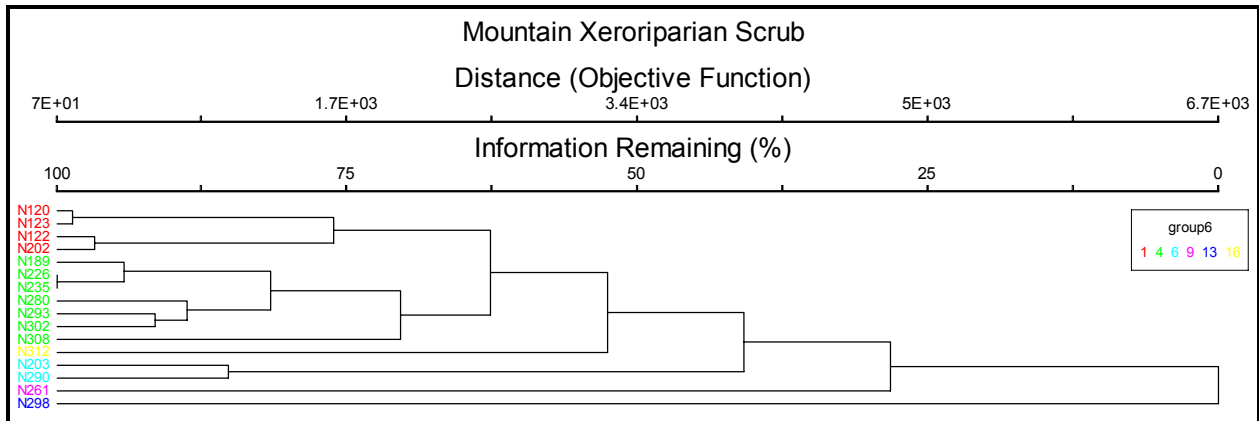 Mountain Xeroriparian Scrub
Distance (Objective Function)
7E+01 1.7E+03 3.4E+03 5E+03 6.7E+03
Information Remaining (%)
100 75 50 25 0
N120
N123
N122
N202
N189
N226
N235
N280
N293
N302
N308
N312
N203
N290
N261
N298
group6
1 4 6 9 13 16